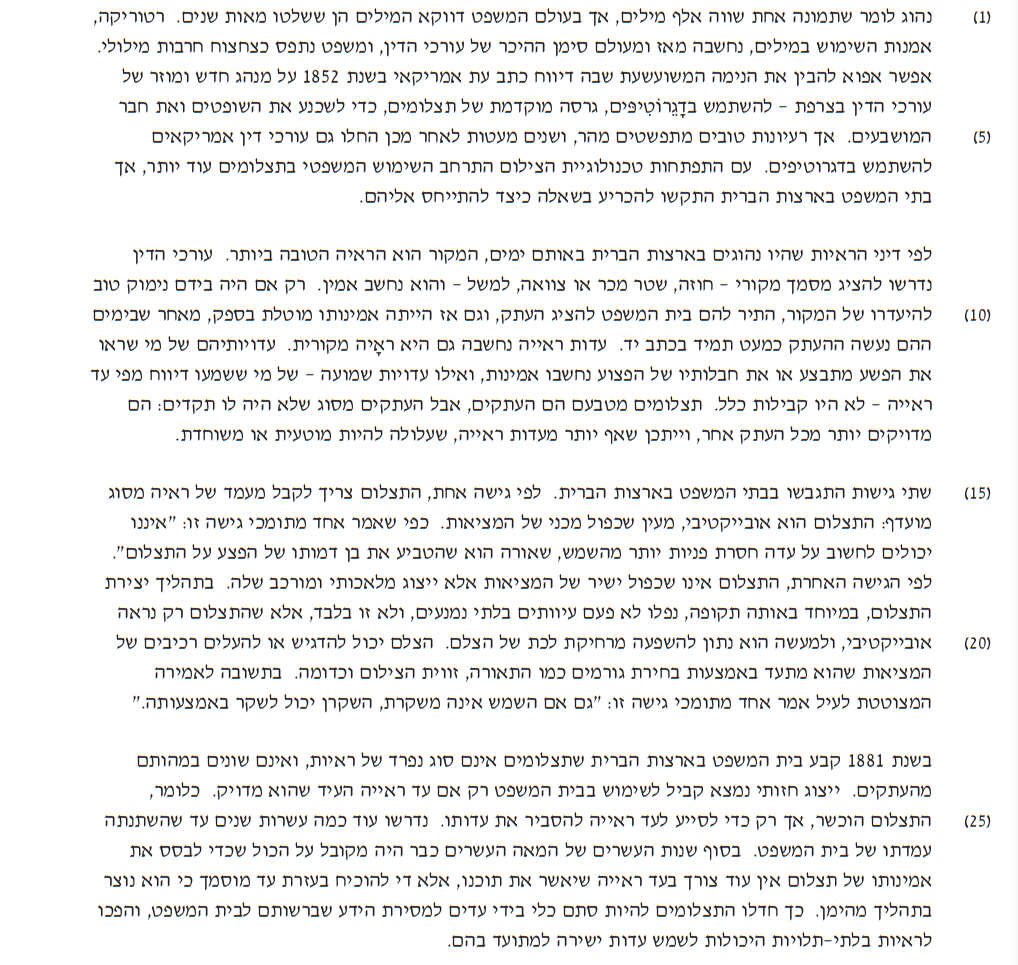 (1) נהוג לומר שתמונה אחת שווה אלף מילים, אך בעולם המשפט דווקא המילים הן ששלטו מאות שנים. רטוריקה,
אמנות השימוש במילים, נחשבה מאז ומעולם סימן ההיכר של עורכי הדין, ומשפט נתפס כצחצוח חרבות מילולי.
אפשר אפוא להבין את הנימה המשועשעת שבה דיווח כתב עת אמריקאי בשנת 1852 על מנהג חדש ומוזר של
עורכי הדין בצרפת – להשתמש בדָגֵרוֹטִיפּים, גרסה מוקדמת של תצלומים, כדי לשכנע את השופטים ואת חבר
(5) המושבעים. אך רעיונות טובים מתפשטים מהר, ושנים מעטות לאחר מכן החלו גם עורכי דין אמריקאים
להשתמש בדגרוטיפים. עם התפתחות טכנולוגיית הצילום התרחב השימוש המשפטי בתצלומים עוד יותר, אך
בתי המשפט בארצות הברית התקשו להכריע בשאלה כיצד להתייחס אליהם.
לפי דיני הראיות שהיו נהוגים בארצות הברית באותם ימים, המקור הוא הראיה הטובה ביותר. עורכי הדין
נדרשו להציג מסמך מקורי – חוזה, שטר מכר או צוואה, למשל – והוא נחשב אמין. רק אם היה בידם נימוק טוב
(10) להיעדרו של המקור, התיר להם בית המשפט להציג העתק, וגם אז הייתה אמינותו מוטלת בספק, מאחר שבימים
ההם נעשה ההעתק כמעט תמיד בכתב יד. עדות ראייה נחשבה גם היא ראָיה מקורית. עדויותיהם של מי שראו
את הפשע מתבצע או את חבלותיו של הפצוע נחשבו אמינות, ואילו עדויות שמועה – של מי ששמעו דיווח מפי עד
ראייה – לא היו קבילות כלל. תצלומים מטבעם הם העתקים, אבל העתקים מסוג שלא היה לו תקדים: הם
מדויקים יותר מכל העתק אחר, וייתכן שאף יותר מעדות ראייה, שעלולה להיות מוטעית או משוחדת.
(15) שתי גישות התגבשו בבתי המשפט בארצות הברית. לפי גישה אחת, התצלום צריך לקבל מעמד של ראיה מסוג
מועדף: התצלום הוא אובייקטיבי, מעין שכפול מכני של המציאות. כפי שאמר אחד מתומכי גישה זו: "איננו
יכולים לחשוב על עדה חסרת פניות יותר מהשמש, שאורה הוא שהטביע את בן דמותו של הפצע על התצלום".
לפי הגישה האחרת, התצלום אינו שכפול ישיר של המציאות אלא ייצוג מלאכותי ומורכב שלה. בתהליך יצירת
התצלום, במיוחד באותה תקופה, נפלו לא פעם עיוותים בלתי נמנעים, ולא זו בלבד, אלא שהתצלום רק נראה
(20) אובייקטיבי, ולמעשה הוא נתון להשפעה מרחיקת לכת של הצלם. הצלם יכול להדגיש או להעלים רכיבים של
המציאות שהוא מתעד באמצעות בחירת גורמים כמו התאורה, זווית הצילום וכדומה. בתשובה לאמירה
המצוטטת לעיל אמר אחד מתומכי גישה זו: "גם אם השמש אינה משקרת, השקרן יכול לשקר באמצעותה."
בשנת 1881 קבע בית המשפט בארצות הברית שתצלומים אינם סוג נפרד של ראיות, ואינם שונים במהותם
מהעתקים. ייצוג חזותי נמצא קביל לשימוש בבית המשפט רק אם עד ראייה העיד שהוא מדויק. כלומר,
(25) התצלום הוכשר, אך רק כדי לסייע לעד ראייה להסביר את עדותו. נדרשו עוד כמה עשרות שנים עד שהשתנתה
עמדתו של בית המשפט. בסוף שנות העשרים של המאה העשרים כבר היה מקובל על הכול שכדי לבסס את
אמינותו של תצלום אין עוד צורך בעד ראייה שיאשר את תוכנו, אלא די להוכיח בעזרת עד מוסמך כי הוא נוצר
בתהליך מהימן. כך חדלו התצלומים להיות סתם כלי בידי עדים למסירת הידע שברשותם לבית המשפט, והפכו
לראיות בלתי-תלויות היכולות לשמש עדות ישירה למתועד בהם.